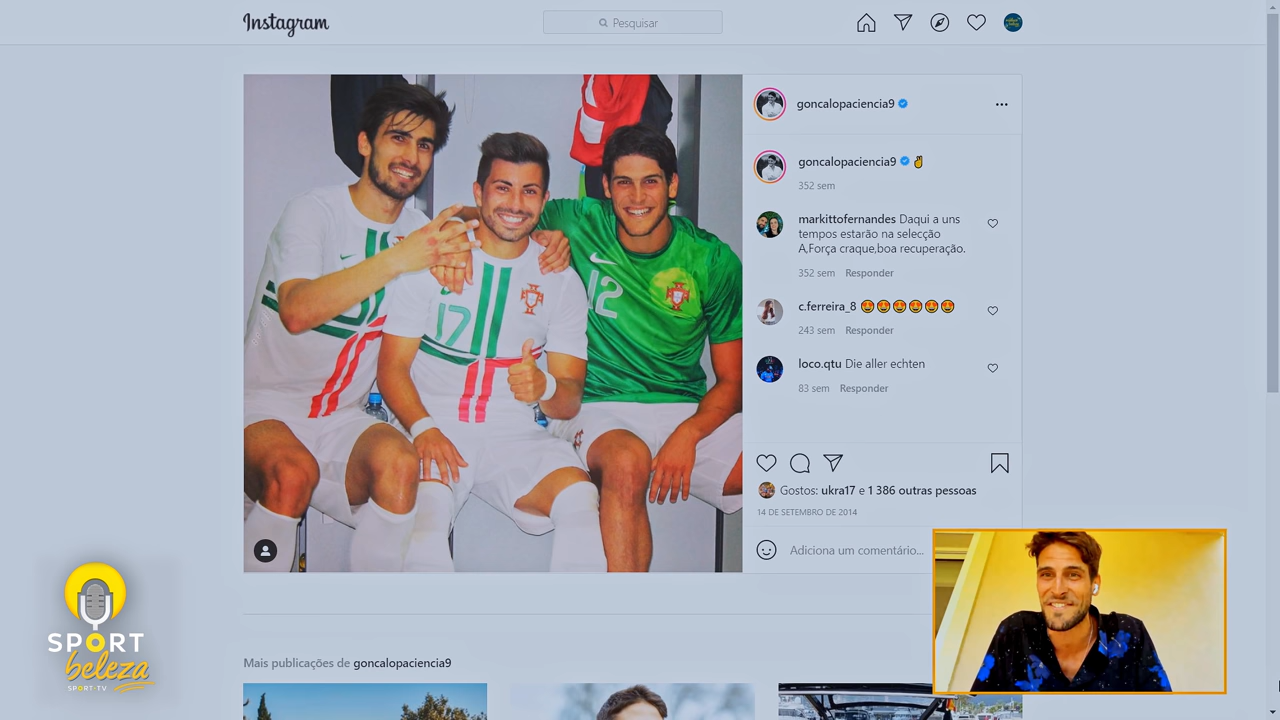 Instagram
Pesquisar
goncalopaciencia9
goncalopaciencia9 ✌
352 sem
markittofernandes Daqui a uns
tempos estarão na selecção
A,Força craque,boa recuperação.
352 sem Responder
c.ferreira_8 😍😍😍😍😍😍
243 sem Responder
loco.qtu Die aller echten
83 sem Responder
Gostos: ukra17 e 1 386 outras pessoas
14 DE SETEMBRO DE 2014
Adiciona um comentário...
17
12
SPORT
beleza
SPORT·TV
Mais publicações de goncalopaciencia9